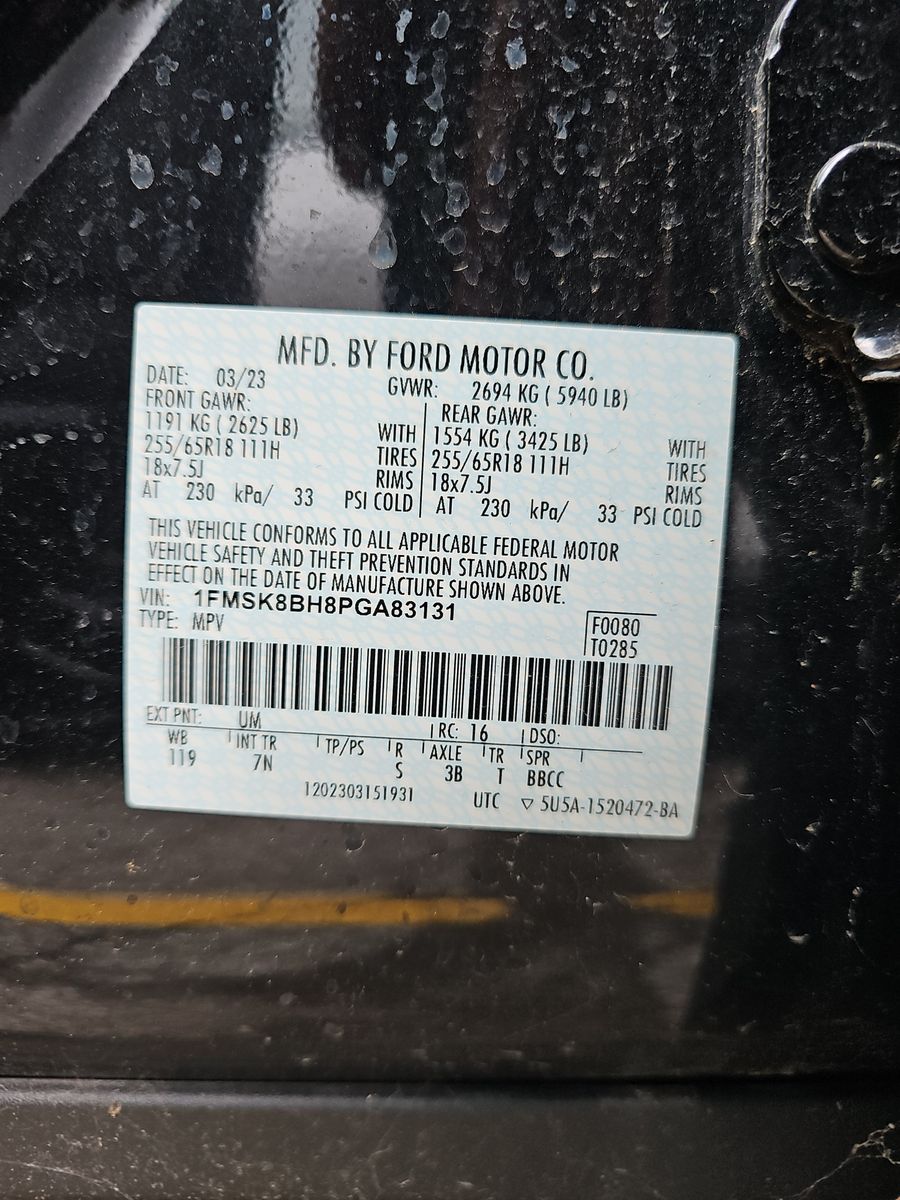 MFD. BY FORD MOTOR CO.
DATE: 03/23 GVWR: 2694 KG ( 5940 LB)
FRONT GAWR: REAR GAWR:
1191 KG ( 2625 LB) WITH 1554 KG ( 3425 LB) WITH
255/65R18 111H TIRES 255/65R18 111H TIRES
18x7.5J RIMS 18x7.5J RIMS
AT 230 kPa/ 33 PSI COLD AT 230 kPa/ 33 PSI COLD
THIS VEHICLE CONFORMS TO ALL APPLICABLE FEDERAL MOTOR
VEHICLE SAFETY AND THEFT PREVENTION STANDARDS IN
EFFECT ON THE DATE OF MANUFACTURE SHOWN ABOVE.
VIN: 1FMSK8BH8PGA83131
TYPE: MPV
F0080
T0285
EXT PNT: UM RC: 16 DSO:
WB INT TR TP/PS R AXLE TR SPR
119 7N S 3B T BBCC
1202303151931 UTC ▽ 5U5A-1520472-BA